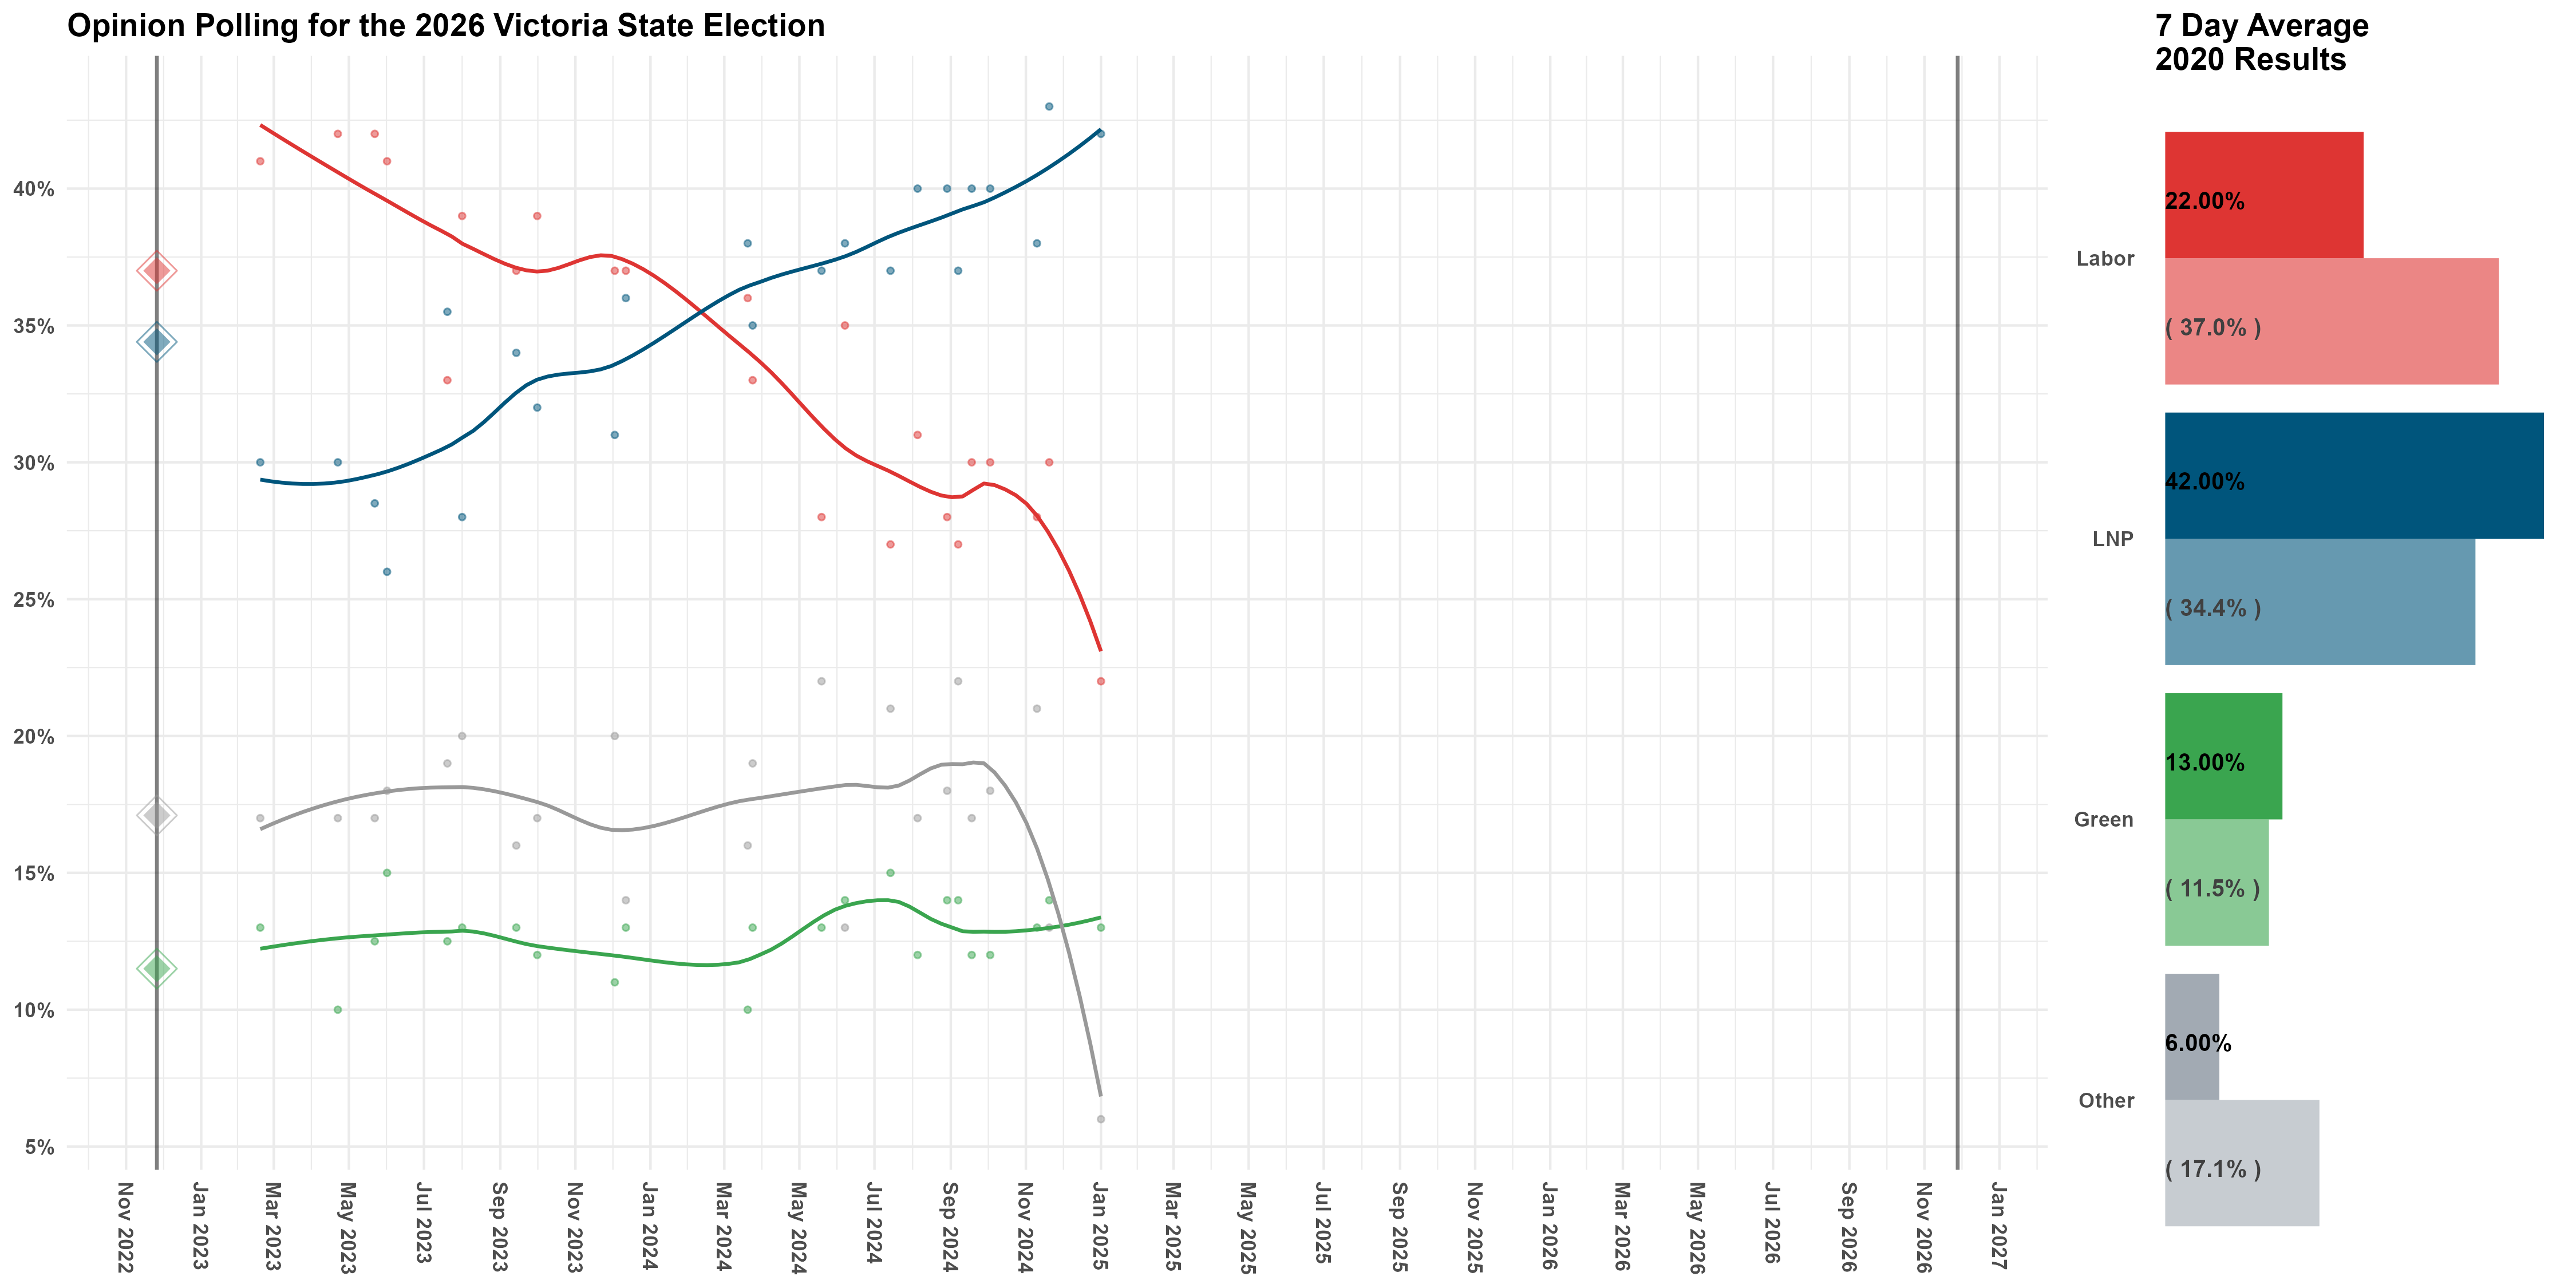 Opinion Polling for the 2026 Victoria State Election
40%
35%
30%
25%
20%
15%
10%
5%
Nov 2022
Jan 2023
Mar 2023
May 2023
Jul 2023
Sep 2023
Nov 2023
Jan 2024
Mar 2024
May 2024
Jul 2024
Sep 2024
Nov 2024
Jan 2025
Mar 2025
May 2025
Jul 2025
Sep 2025
Nov 2025
Jan 2026
Mar 2026
May 2026
Jul 2026
Sep 2026
Nov 2026
Jan 2027
7 Day Average
2020 Results
Labor
22.00%
( 37.0% )
LNP
42.00%
( 34.4% )
Green
13.00%
( 11.5% )
Other
6.00%
( 17.1% )